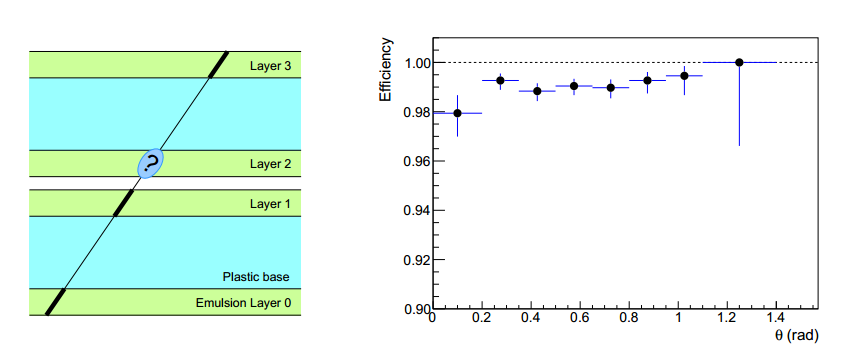 Layer 3
?
Layer 2
Layer 1
Plastic base
Emulsion Layer 0
Efficiency
1.00
0.98
0.96
0.94
0.92
0.90
0 0.2 0.4 0.6 0.8 1 1.2 1.4
θ (rad)